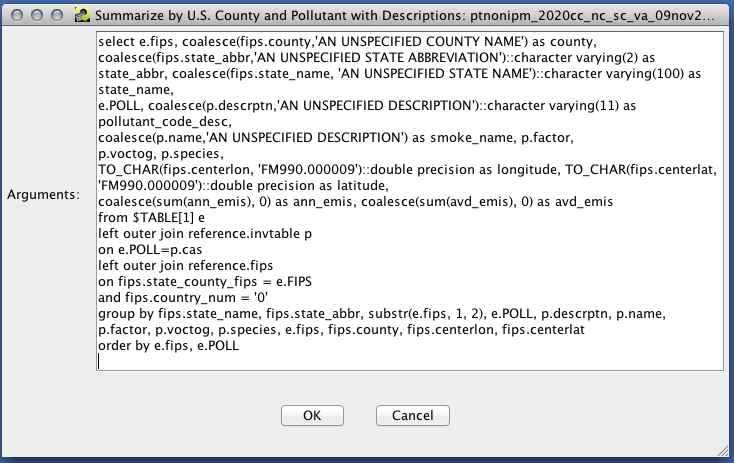 Summarize by U.S. County and Pollutant with Descriptions: ptnonipm_2020cc_nc_sc_va_09nov2...
select e.fips, coalesce(fips.county,'AN UNSPECIFIED COUNTY NAME') as county,
coalesce(fips.state_abbr,'AN UNSPECIFIED STATE ABBREVIATION')::character varying(2) as
state_abbr, coalesce(fips.state_name, 'AN UNSPECIFIED STATE NAME')::character varying(100) as
state_name,
e.POLL, coalesce(p.descrptn,'AN UNSPECIFIED DESCRIPTION')::character varying(11) as
pollutant_code_desc,
coalesce(p.name,'AN UNSPECIFIED DESCRIPTION') as smoke_name, p.factor,
p.voctog, p.species,
TO_CHAR(fips.centerlon, 'FM990.000009')::double precision as longitude, TO_CHAR(fips.centerlat,
'FM990.000009')::double precision as latitude,
Arguments:
coalesce(sum(ann_emis), 0) as ann_emis, coalesce(sum(avd_emis), 0) as avd_emis
from $TABLE[1] e
left outer join reference.invtable p
on e.POLL=p.cas
left outer join reference.fips
on fips.state_county_fips = e.FIPS
and fips.country_num = '0'
group by fips.state_name, fips.state_abbr, substr(e.fips, 1, 2), e.POLL, p.descrptn, p.name,
p.factor, p.voctog, p.species, e.fips, fips.county, fips.centerlon, fips.centerlat
order by e.fips, e.POLL
OK
Cancel